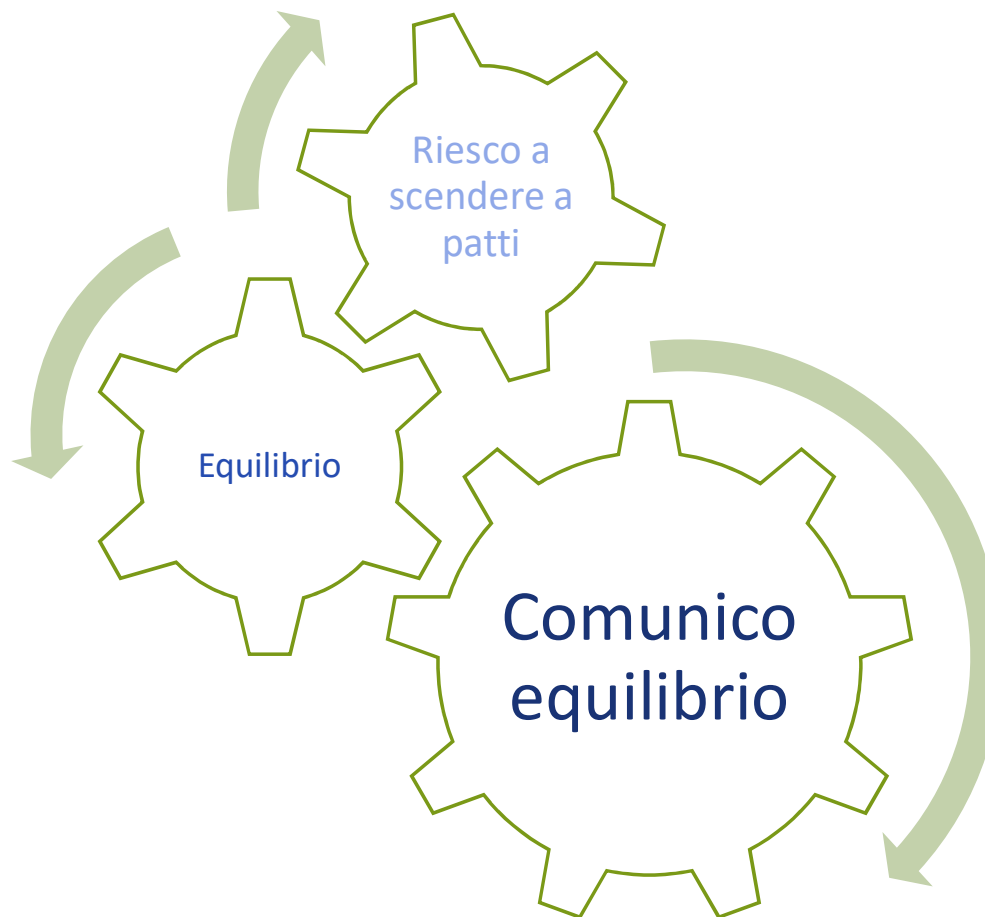 Riesco a
scendere a
patti
Equilibrio
Comunico
equilibrio